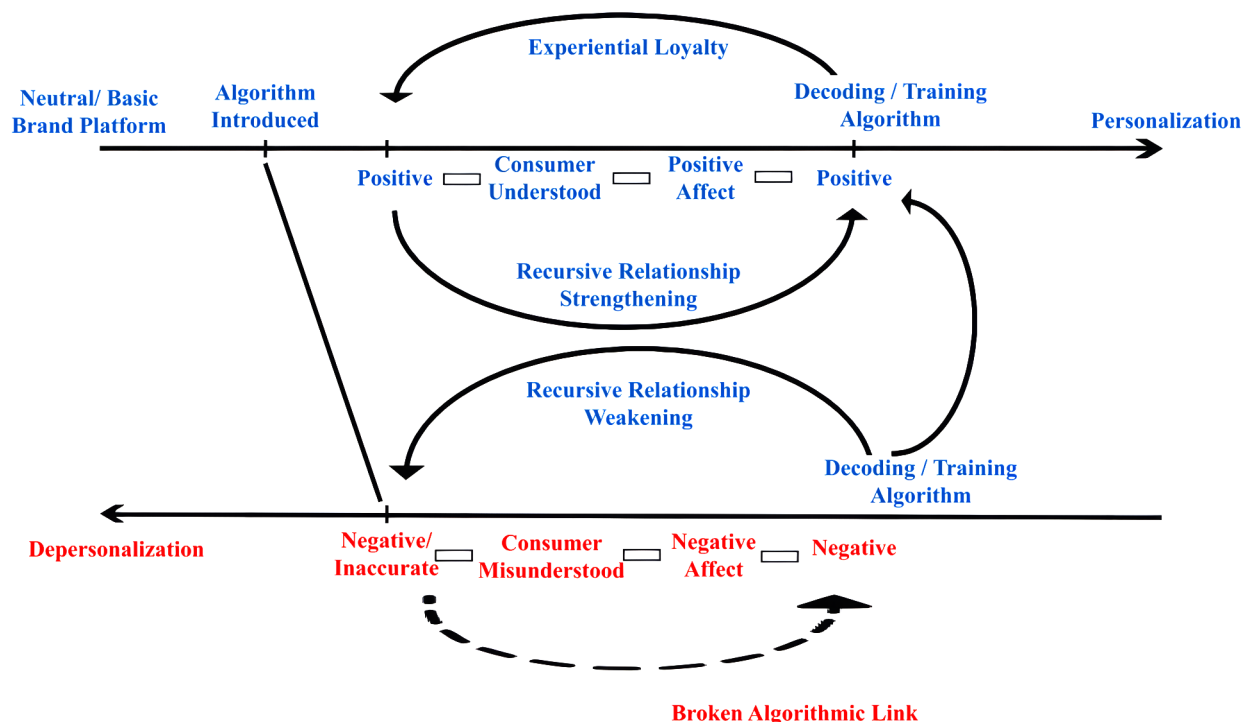 Experiential Loyalty
Neutral/ Basic
Brand Platform
Algorithm
Introduced
Decoding / Training
Algorithm
Personalization
Positive
Consumer
Understood
Positive
Affect
Positive
Recursive Relationship
Strengthening
Recursive Relationship
Weakening
Decoding / Training
Algorithm
Depersonalization
Negative/
Inaccurate
Consumer
Misunderstood
Negative
Affect
Negative
Broken Algorithmic Link